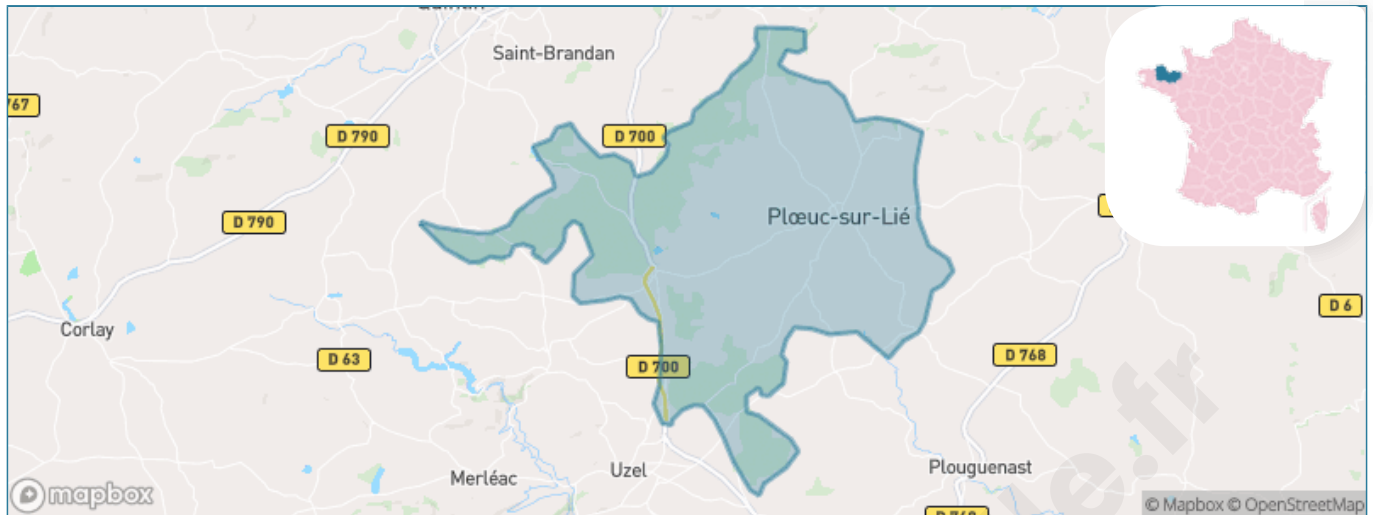 Saint-Brandan
767
D 790
D 700
D 790
Plœuc-sur-Lié
Corlay
D 6
D 63
D 768
D 700
Merléac
Uzel
Plouguenast
mapbox
© Mapbox © OpenStreetMap